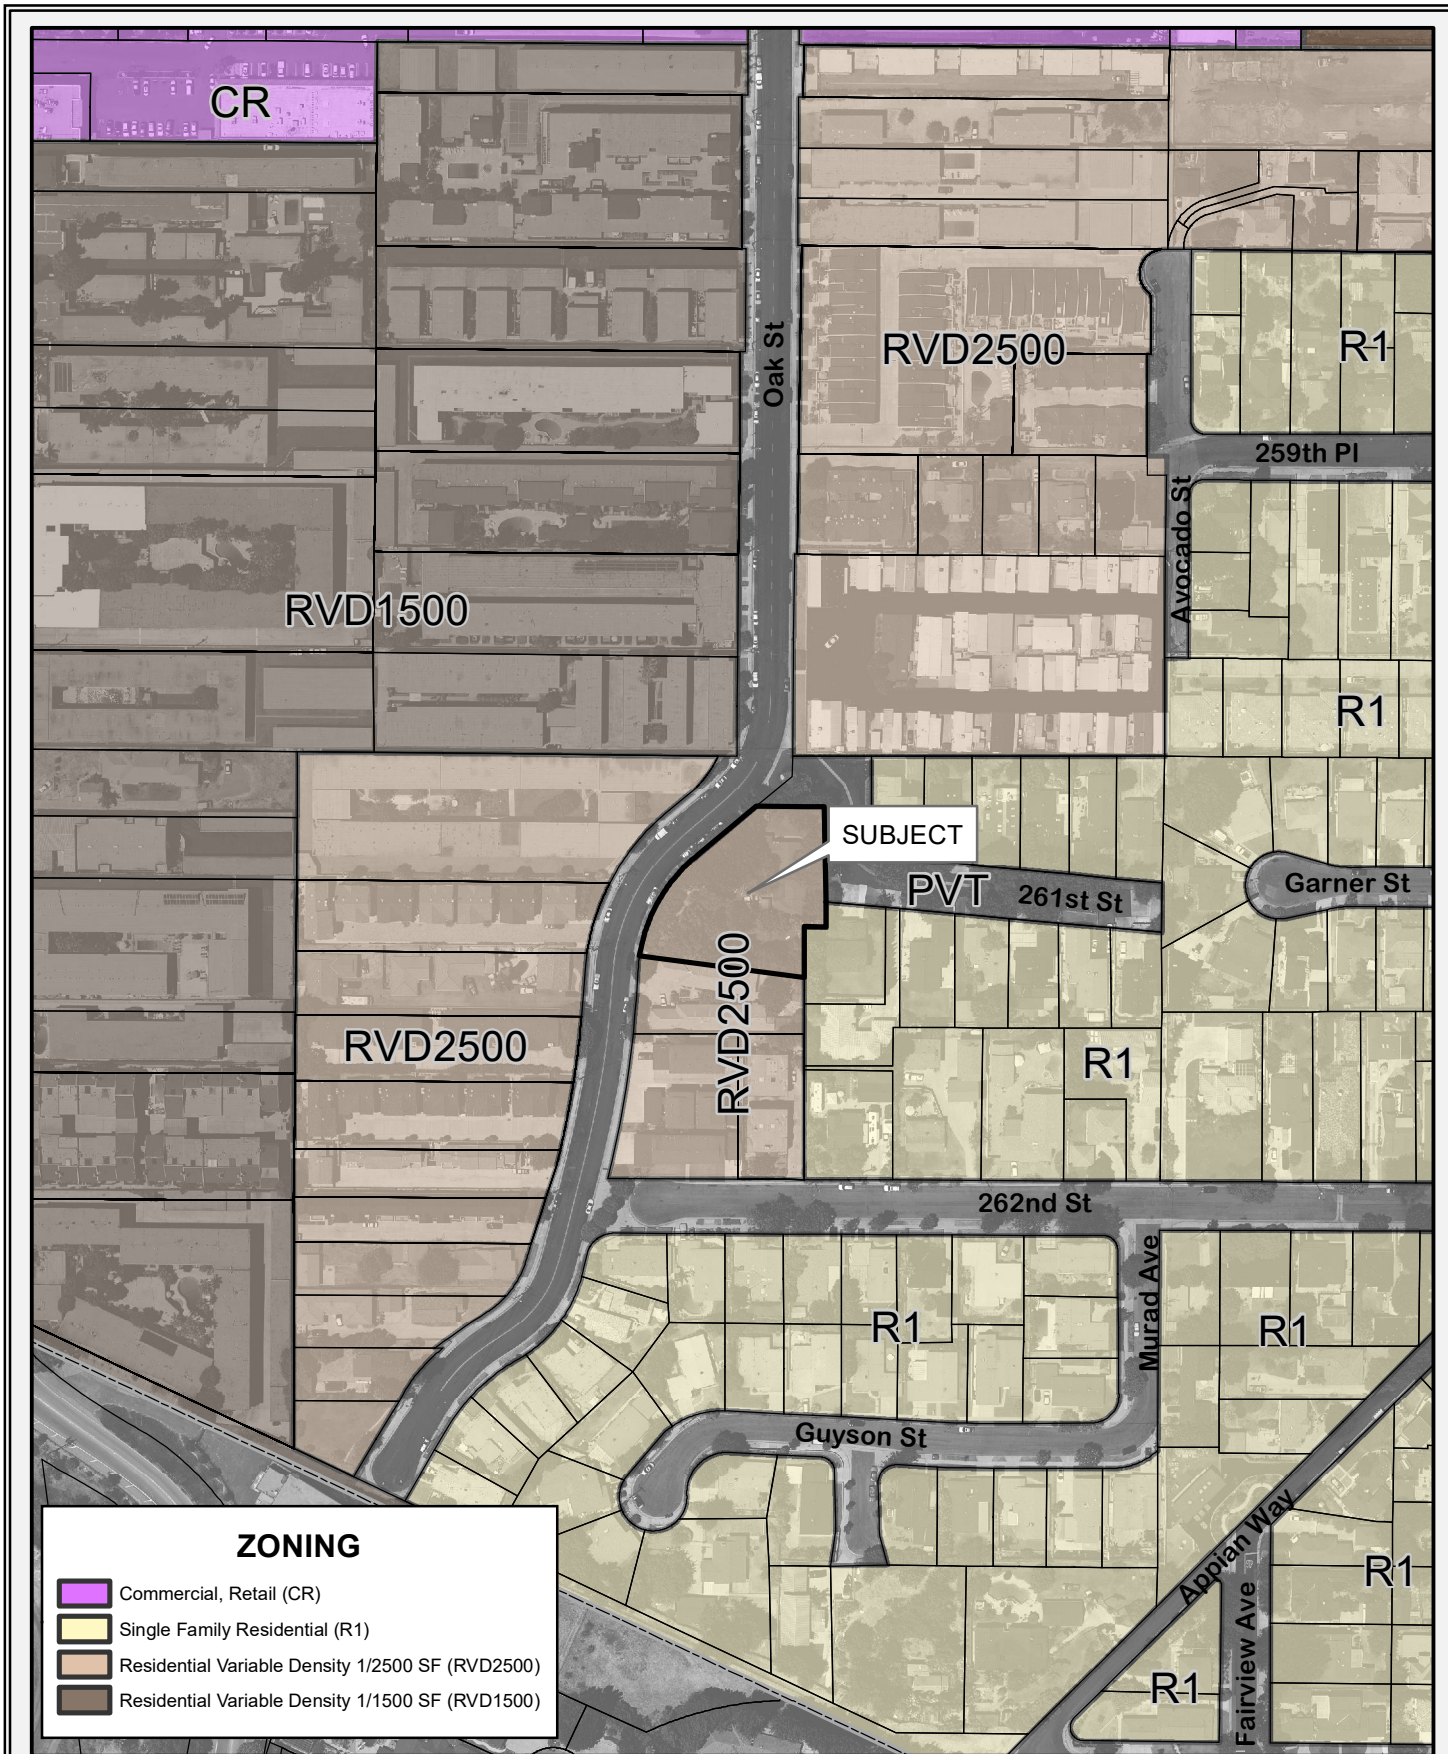 CR
Oak St
RVD2500
R1
259th Pl
Avocado St
RVD1500
R1
SUBJECT
PVT
261st St
Garner St
RVD2500
RVD2500
R1
262nd St
Murad Ave
R1
R1
Guyson St
Appian Way
R1
Fairview Ave
R1
ZONING
Commercial, Retail (CR)
Single Family Residential (R1)
Residential Variable Density 1/2500 SF (RVD2500)
Residential Variable Density 1/1500 SF (RVD1500)